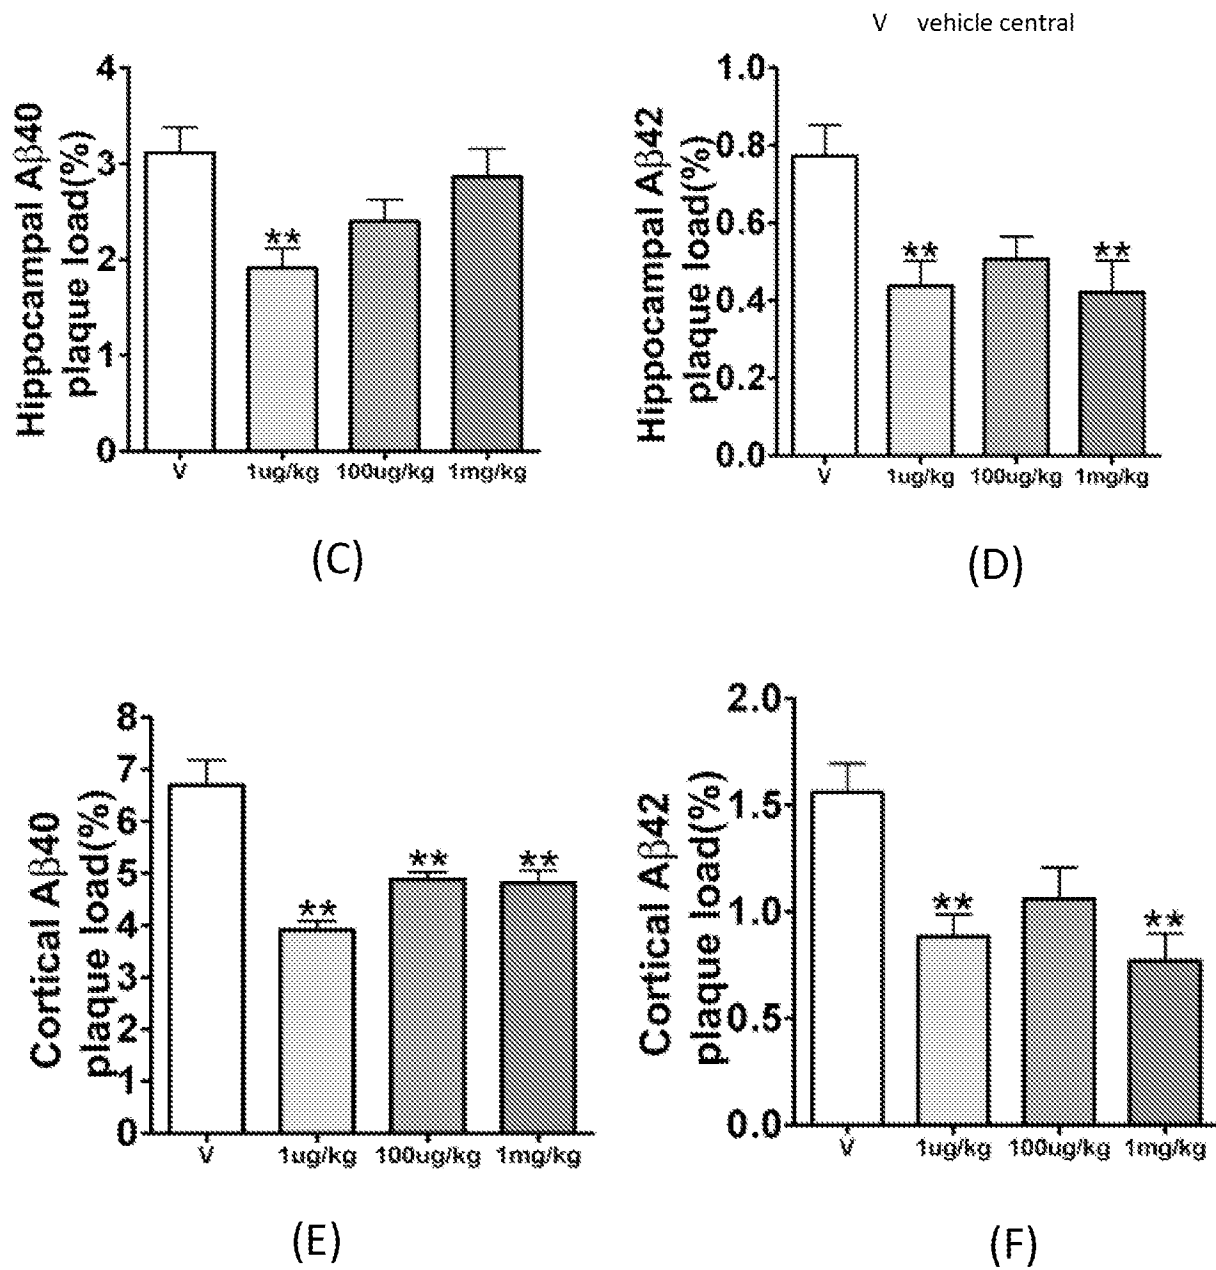 V vehicle central
Hippocampal Aβ40
plaque load(%)
4
3
2
1
0
**
V 1ug/kg 100ug/kg 1mg/kg
(C)
Hippocampal Aβ42
plaque load(%)
1.0
0.8
0.6
0.4
0.2
0.0
** **
V 1ug/kg 100ug/kg 1mg/kg
(D)
Cortical Aβ40
plaque load(%)
8
7
6
5
4
3
2
1
0
** ** **
V 1ug/kg 100ug/kg 1mg/kg
(E)
Cortical Aβ42
plaque load(%)
2.0
1.5
1.0
0.5
0.0
** **
V 1ug/kg 100ug/kg 1mg/kg
(F)